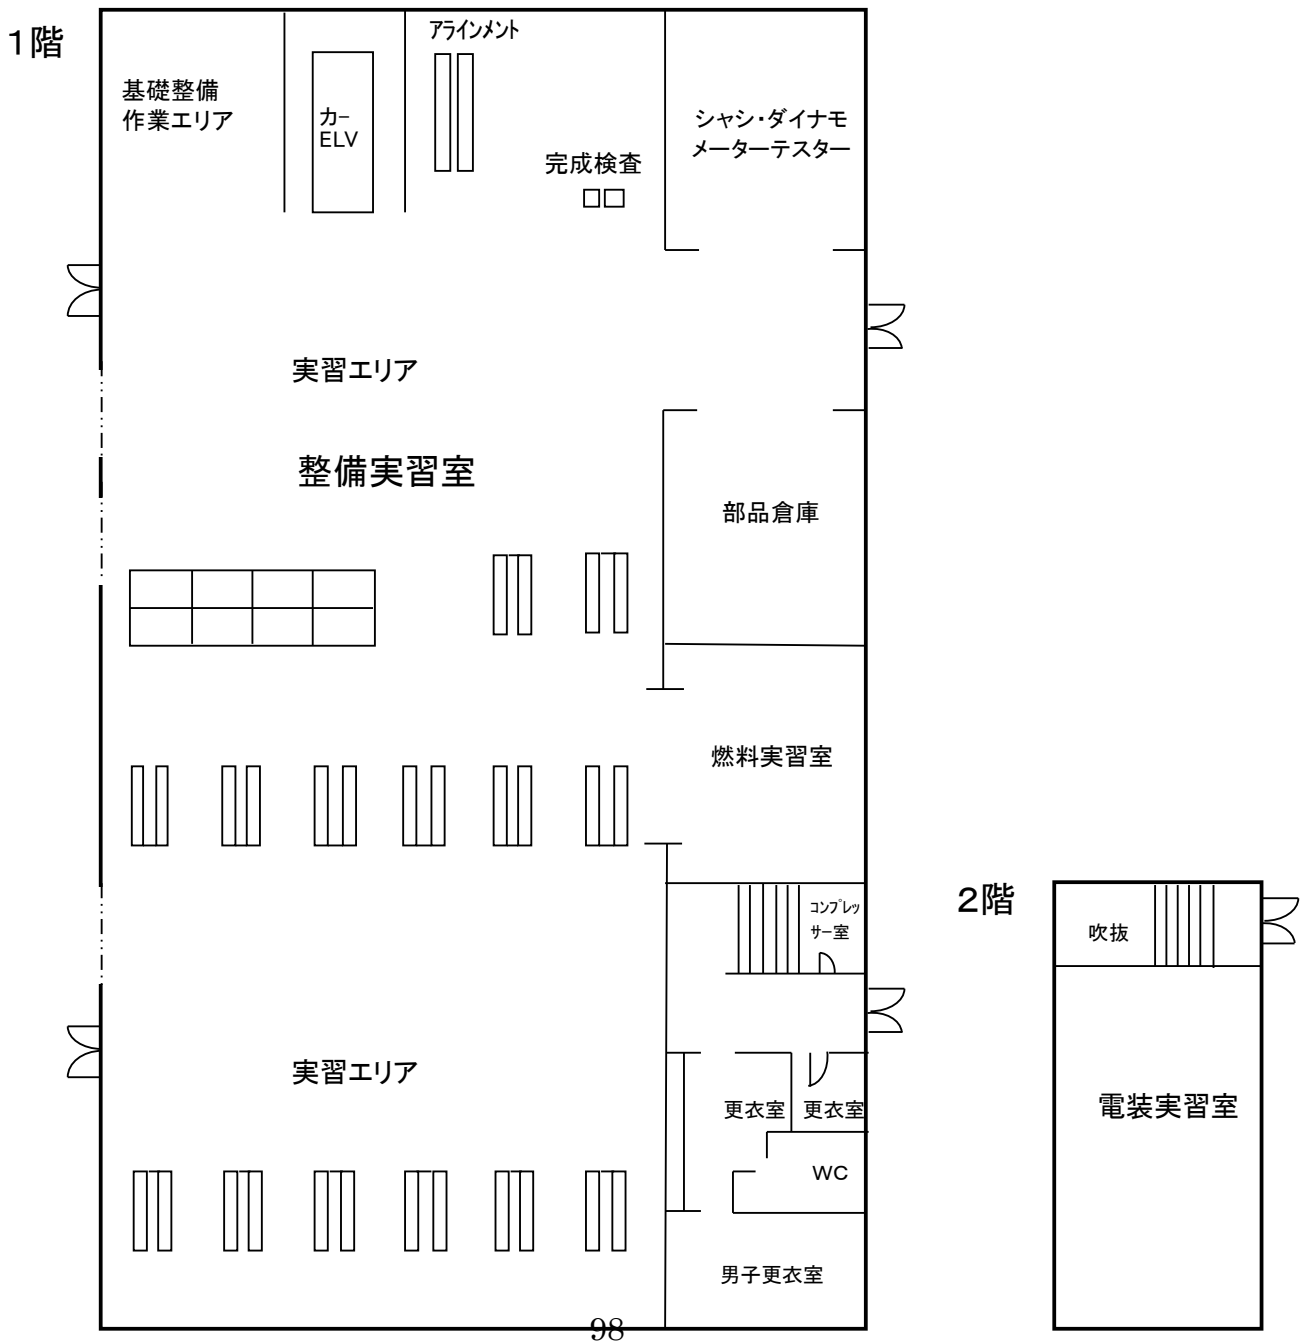 1階
アラインメント
基礎整備
作業エリア
カー
ELV
シャシ・ダイナモ
メーターテスター
完成検査
実習エリア
整備実習室
部品倉庫
燃料実習室
コンプレッ
サー室
2階
吹抜
実習エリア
更衣室
更衣室
電装実習室
WC
男子更衣室
98